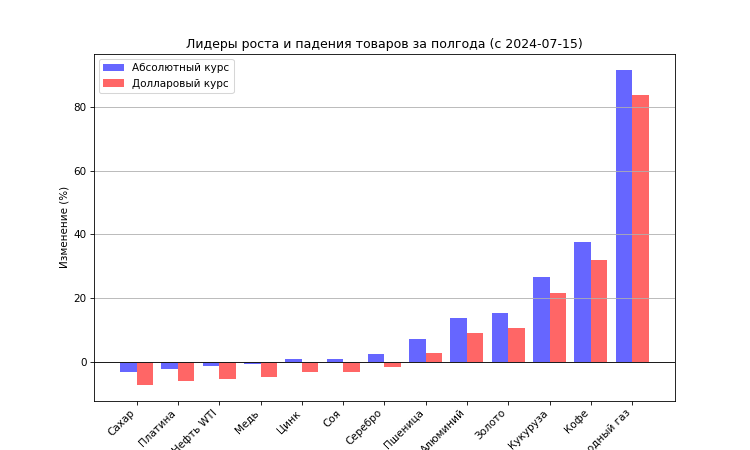 Лидеры роста и падения товаров за полгода (с 2024-07-15)
Абсолютный курс
Долларовый курс
Изменение (%)
80
60
40
20
0
Сахар
Платина
Нефть WTI
Медь
Цинк
Соя
Серебро
Пшеница
Алюминий
Золото
Кукуруза
Кофе
газ